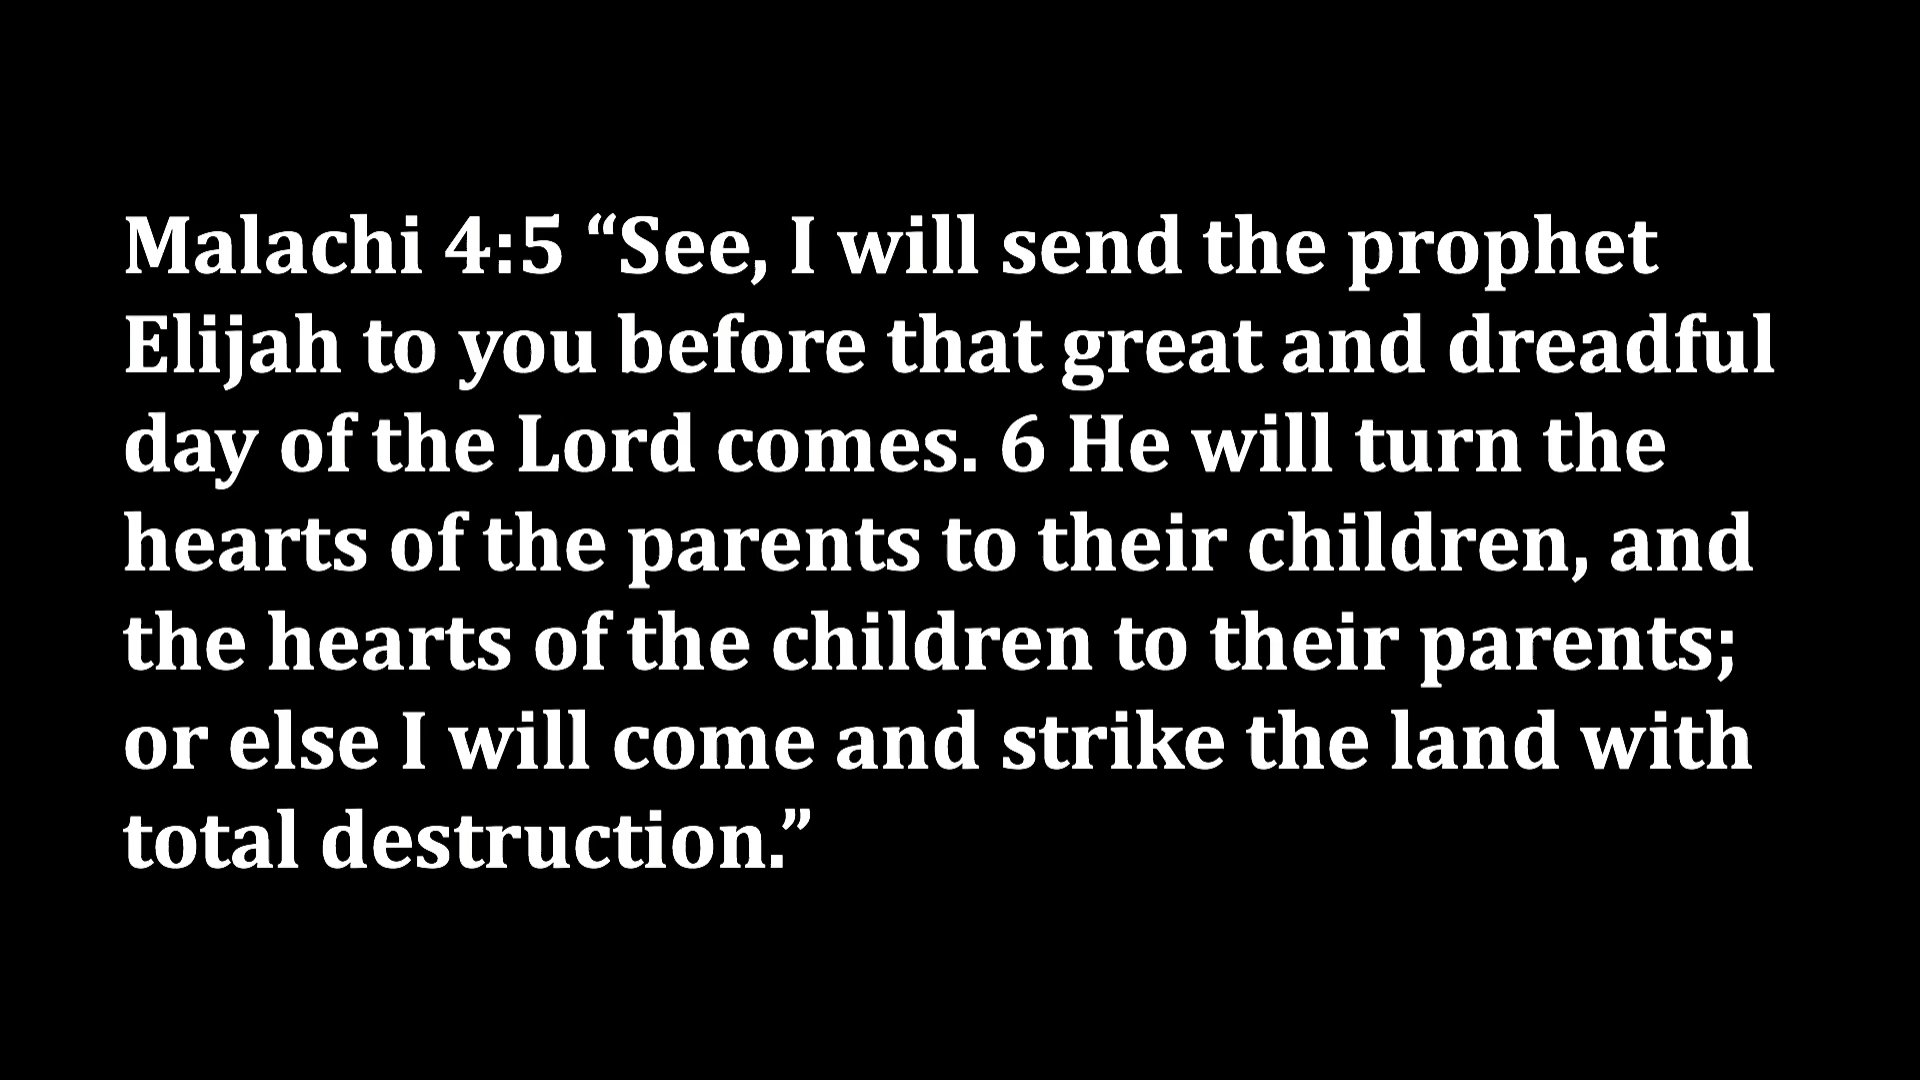 Malachi 4:5 “See, I will send the prophet
Elijah to you before that great and dreadful
day of the Lord comes. 6 He will turn the
hearts of the parents to their children, and
the hearts of the children to their parents;
or else I will come and strike the land with
total destruction.”